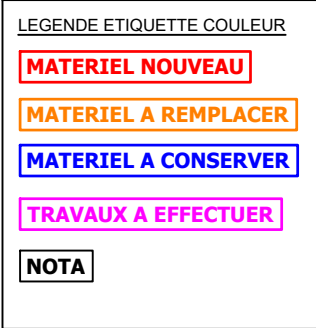 LEGENDE ETIQUETTE COULEUR
MATERIEL NOUVEAU
MATERIEL A REMPLACER
MATERIEL A CONSERVER
TRAVAUX A EFFECTUER
NOTA